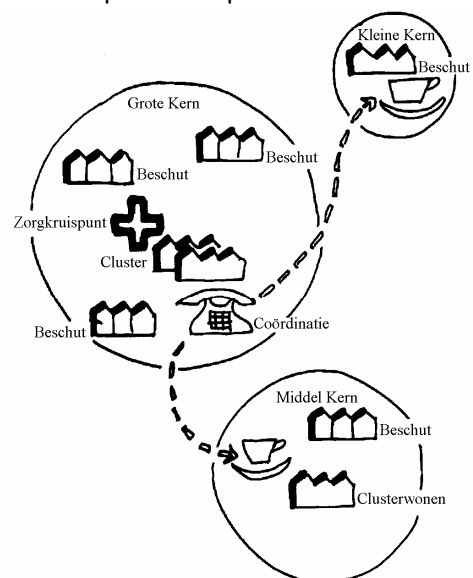 Kleine Kern
Beschut
Grote Kern
Beschut
Beschut
Zorgkruispunt
Cluster
Beschut
Coördinatie
Middel Kern
Beschut
Clusterwonen